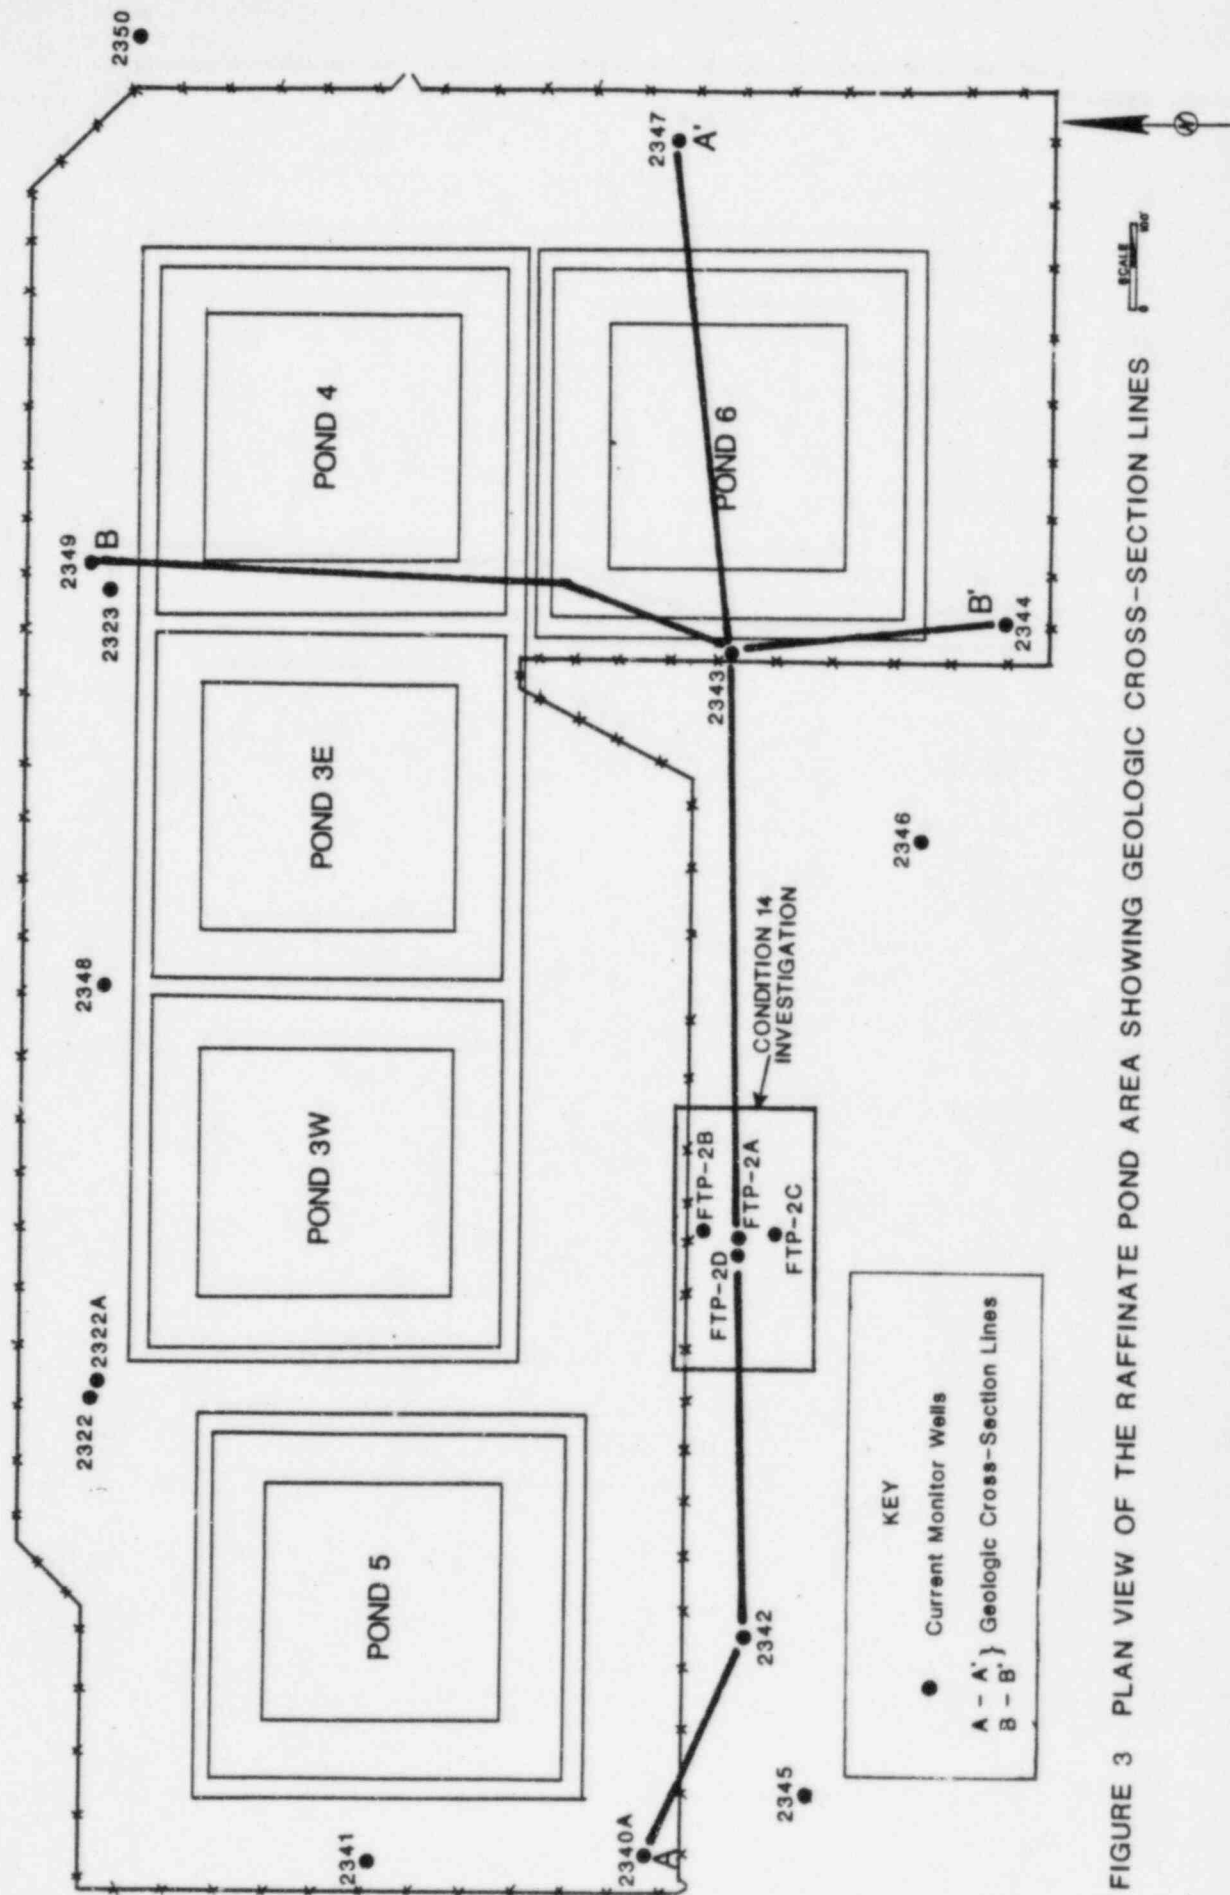 2350
2349
B
2323
2348
2322
2322A
2341
POND 4
POND 3E
POND 3W
POND 5
POND 6
2347
A'
2343
B'
2344
2346
CONDITION 14
INVESTIGATION
FTP-2B
FTP-2A
FTP-2D
FTP-2C
2342
2340A
A
2345
KEY
Current Monitor Wells
A - A' } Geologic Cross-Section Lines
B - B'
SCALE
0 100'
N
FIGURE 3 PLAN VIEW OF THE RAFFINATE POND AREA SHOWING GEOLOGIC CROSS-SECTION LINES